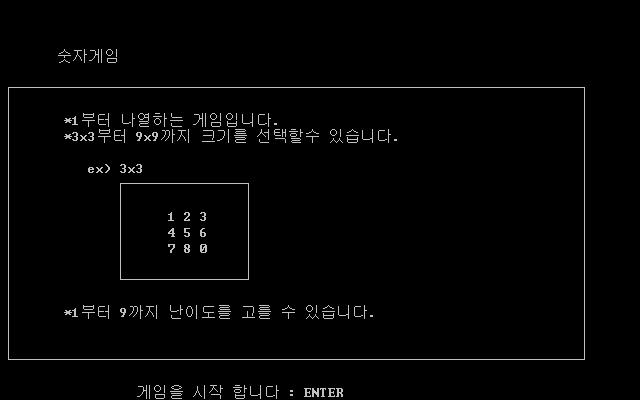 숫자게임
*1부터 나열하는 게임입니다.
*3x3부터 9x9까지 크기를 선택할수 있습니다.
ex> 3x3
1 2 3
4 5 6
7 8 0
*1부터 9까지 난이도를 고를 수 있습니다.
게임을 시작 합니다 : ENTER